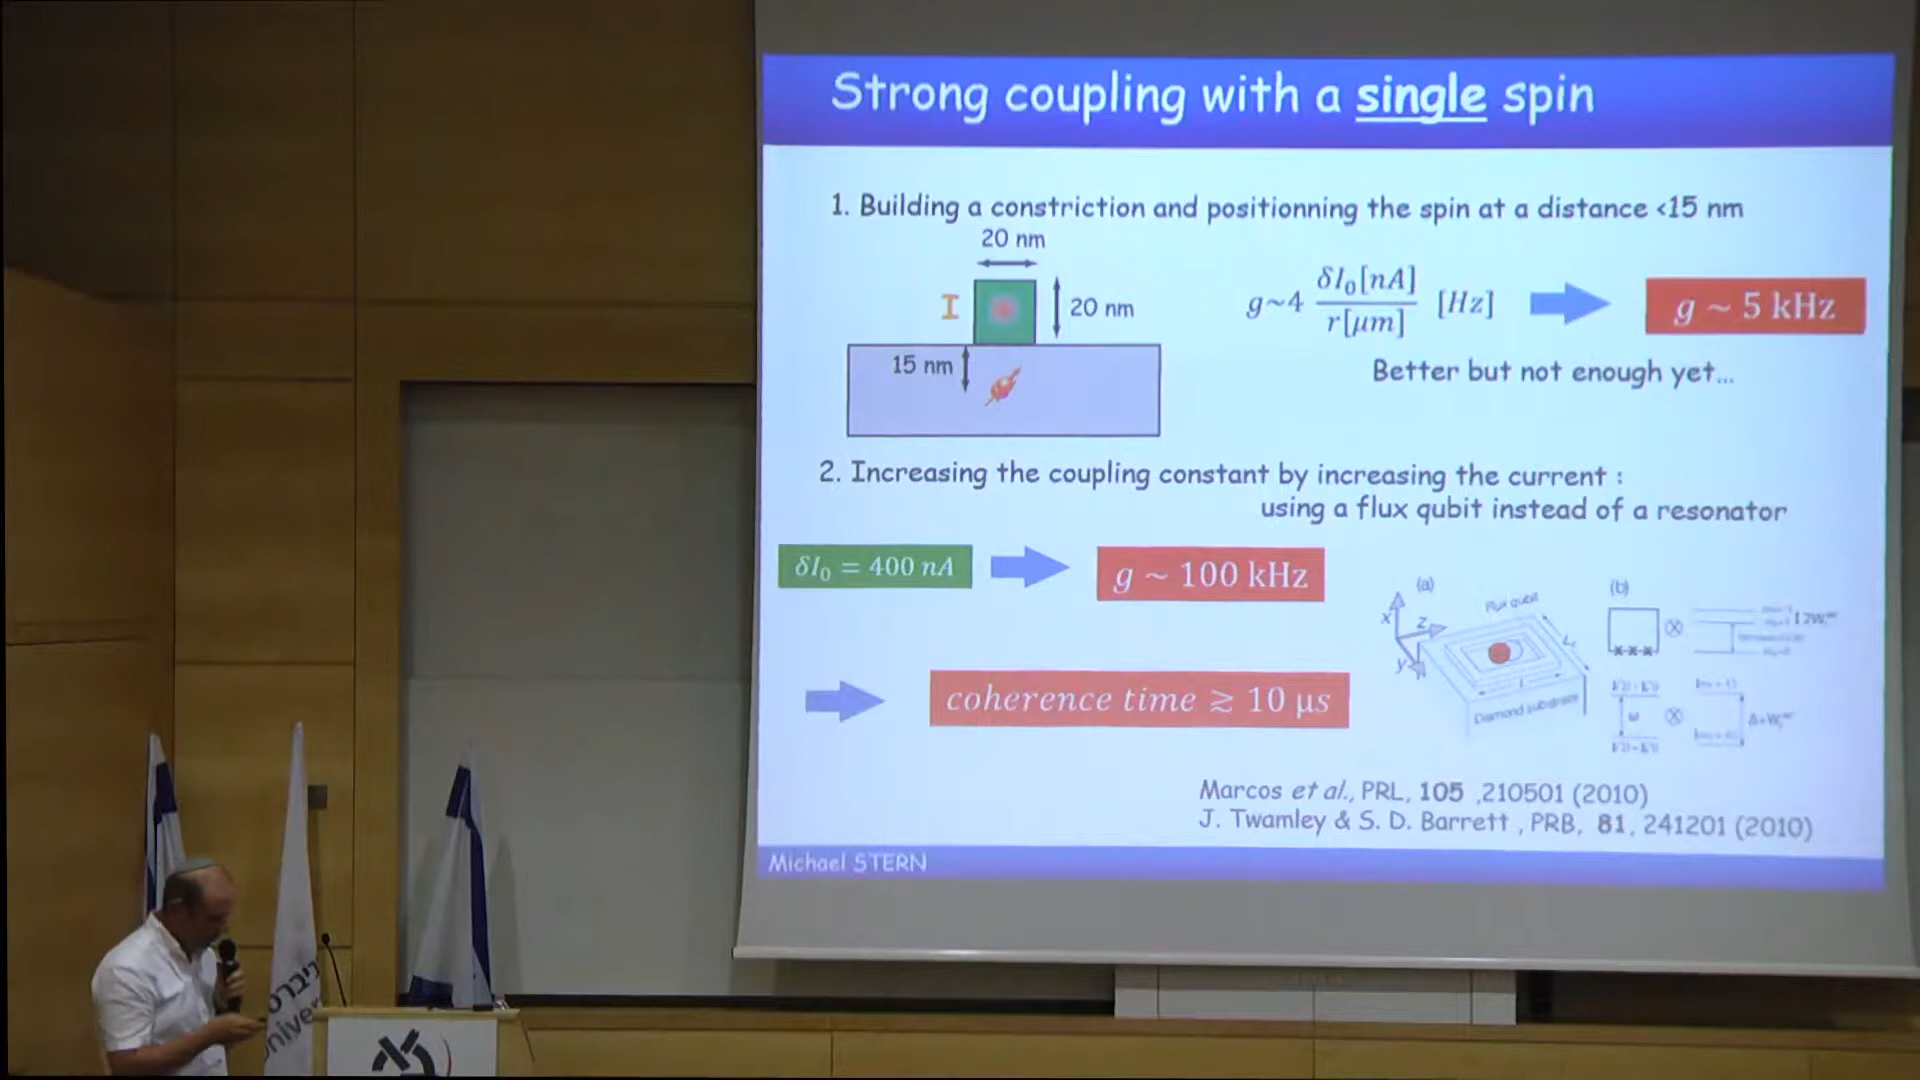 Strong coupling with a single spin
1. Building a constriction and positionning the spin at a distance <15 nm
20 nm
I
20 nm
15 nm
g~4 δI₀[nA] / r[μm] [Hz]
g ~ 5 kHz
Better but not enough yet...
2. Increasing the coupling constant by increasing the current :
using a flux qubit instead of a resonator
δI₀ = 400 nA
g ~ 100 kHz
coherence time ≳ 10 μs
(a)
x
z
y
Flux qubit
L
Diamond substrate
(b)
ω
Marcos et al., PRL, 105 ,210501 (2010)
J. Twamley & S. D. Barrett , PRB, 81, 241201 (2010)
Michael STERN